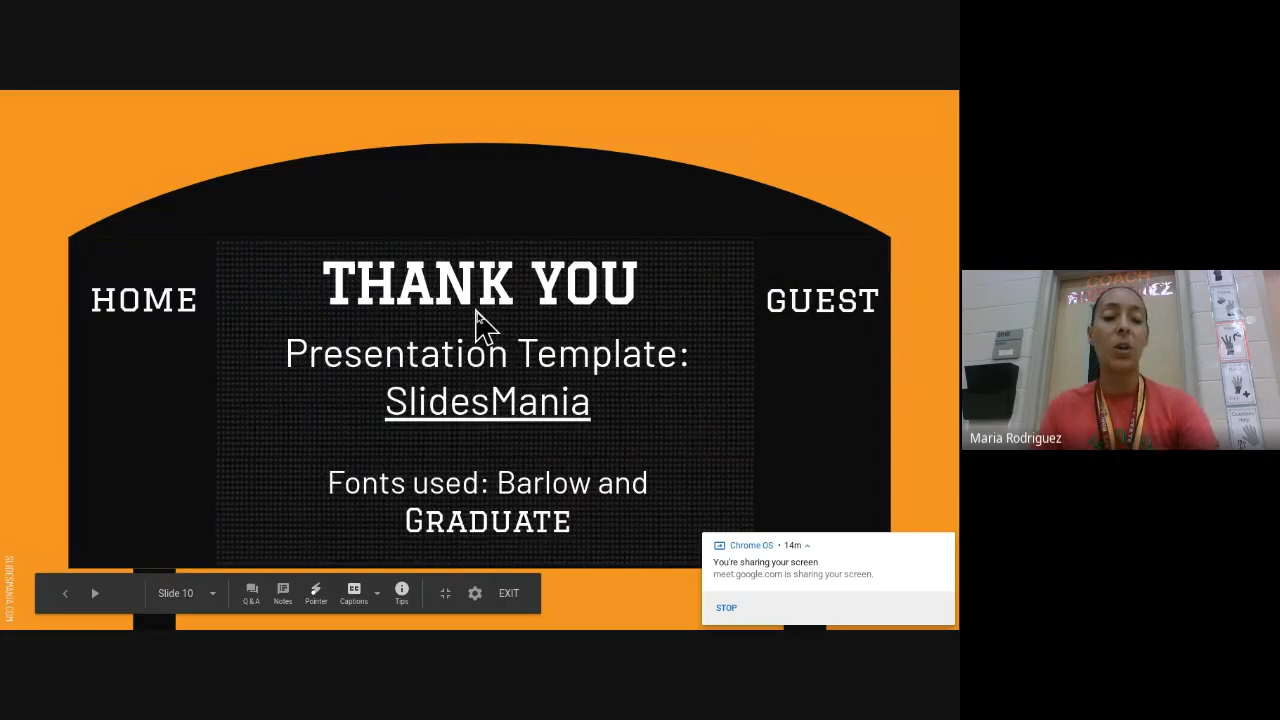 THANK YOU
HOME
GUEST
Presentation Template:
SlidesMania
Fonts used: Barlow and
GRADUATE
SLIDESMANIA.COM
Slide 10
Q & A
Notes
Pointer
Captions
Tips
EXIT
Chrome OS • 14m
You're sharing your screen
meet.google.com is sharing your screen.
STOP
COACH
Maria Rodriguez